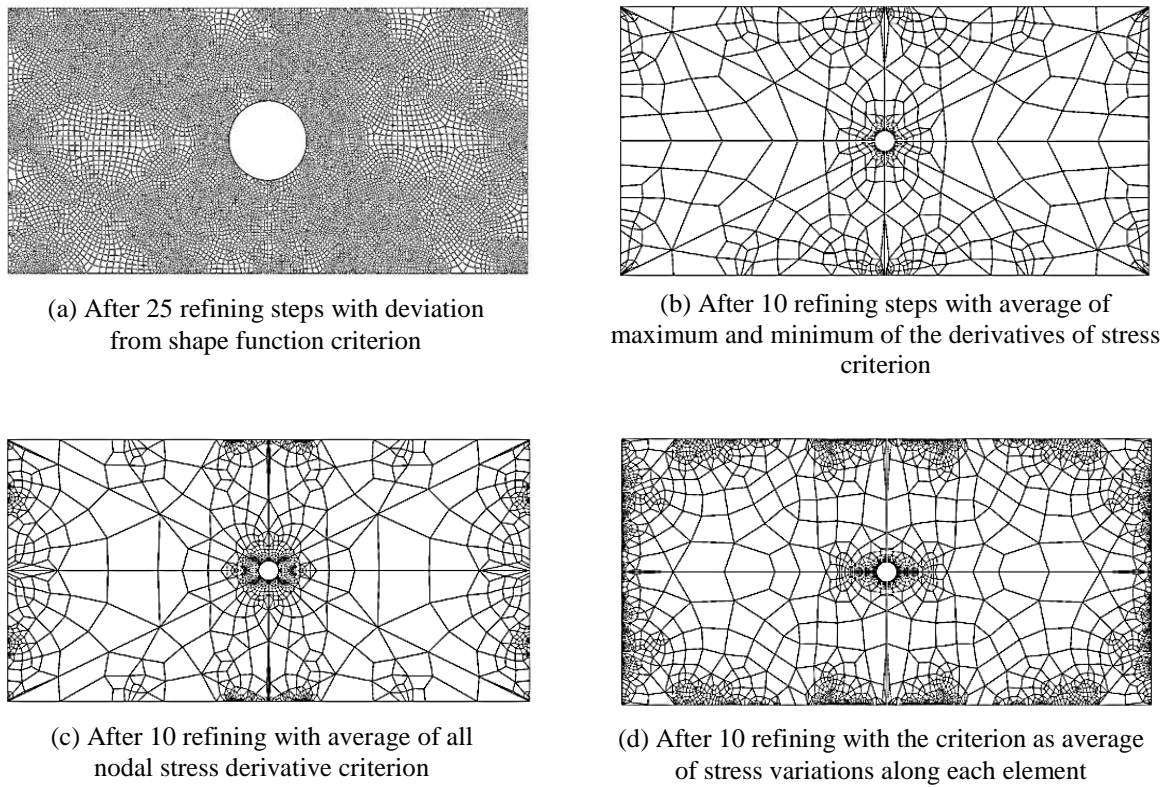 (a) After 25 refining steps with deviation
from shape function criterion
(b) After 10 refining steps with average of
maximum and minimum of the derivatives of stress
criterion
(c) After 10 refining with average of all
nodal stress derivative criterion
(d) After 10 refining with the criterion as average
of stress variations along each element